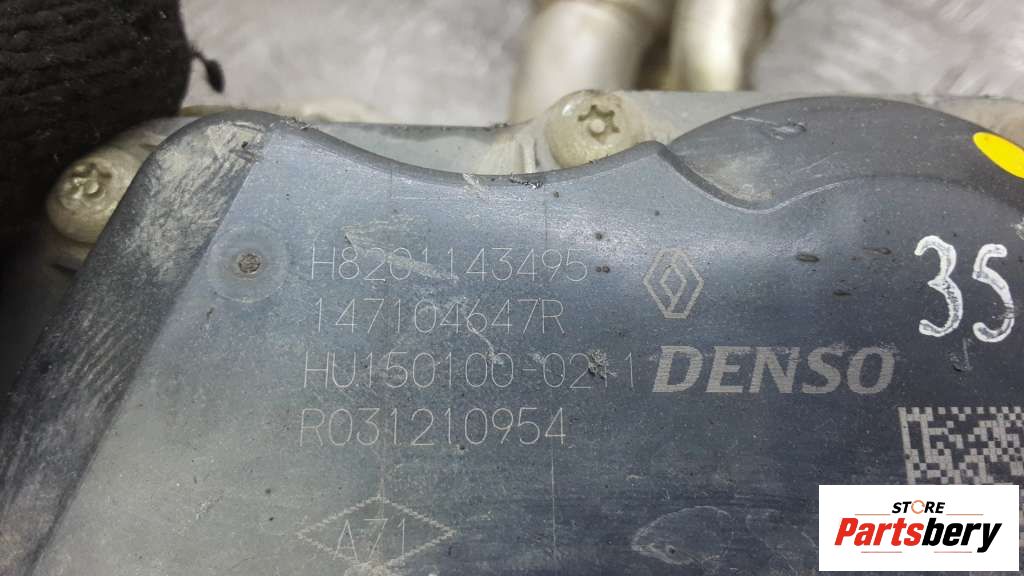 H8201143495
147104647R
HU150100-0211
DENSO
R031210954
35
A71
STORE
Partsbery